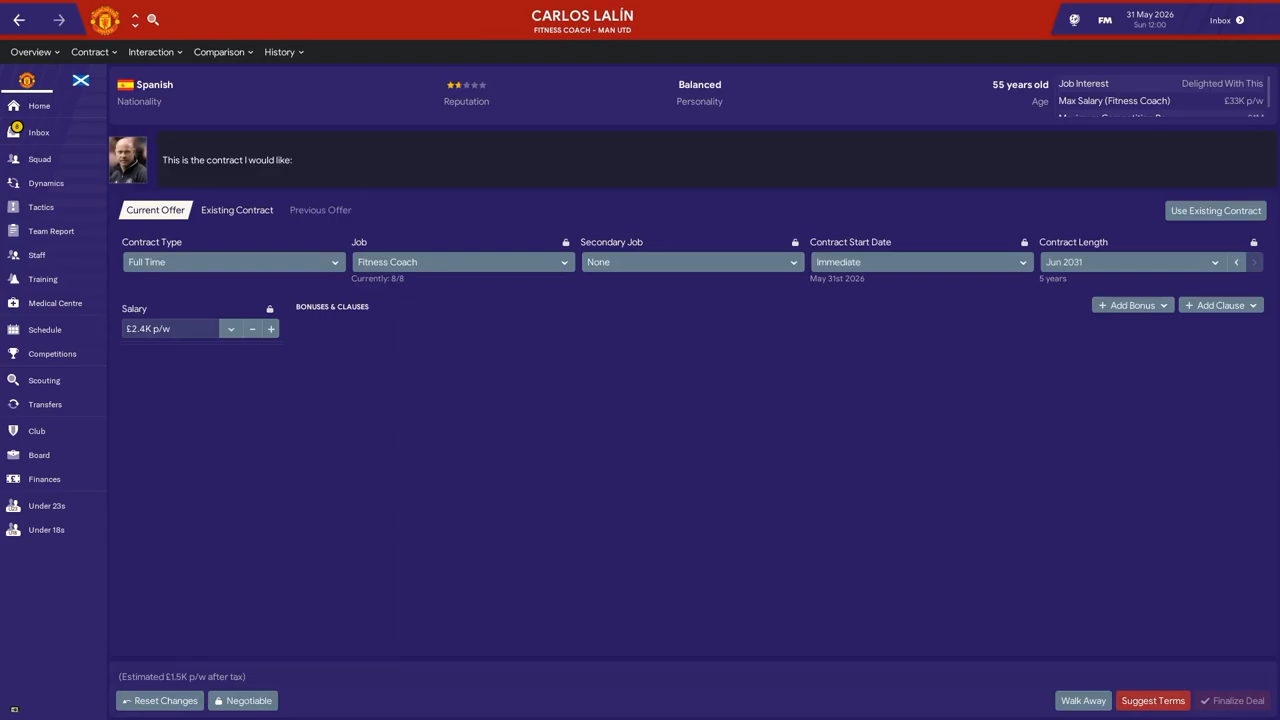 CARLOS LALÍN
FITNESS COACH - MAN UTD
FM
31 May 2026
Sun 12:00
Inbox
Overview
Contract
Interaction
Comparison
History
Spanish
Nationality
Reputation
Balanced
Personality
55 years old
Age
Job Interest
Delighted With This
Max Salary (Fitness Coach)
£33K p/w
Home
8
Inbox
Squad
Dynamics
Tactics
Team Report
Staff
Training
Medical Centre
Schedule
Competitions
Scouting
Transfers
Club
Board
Finances
Under 23s
Under 18s
This is the contract I would like:
Current Offer
Existing Contract
Previous Offer
Use Existing Contract
Contract Type
Job
Secondary Job
Contract Start Date
Contract Length
Full Time
Fitness Coach
None
Immediate
Jun 2031
Currently: 8/8
May 31st 2026
5 years
Salary
BONUSES & CLAUSES
+ Add Bonus
+ Add Clause
£2.4K p/w
(Estimated £1.5K p/w after tax)
Reset Changes
Negotiable
Walk Away
Suggest Terms
Finalize Deal